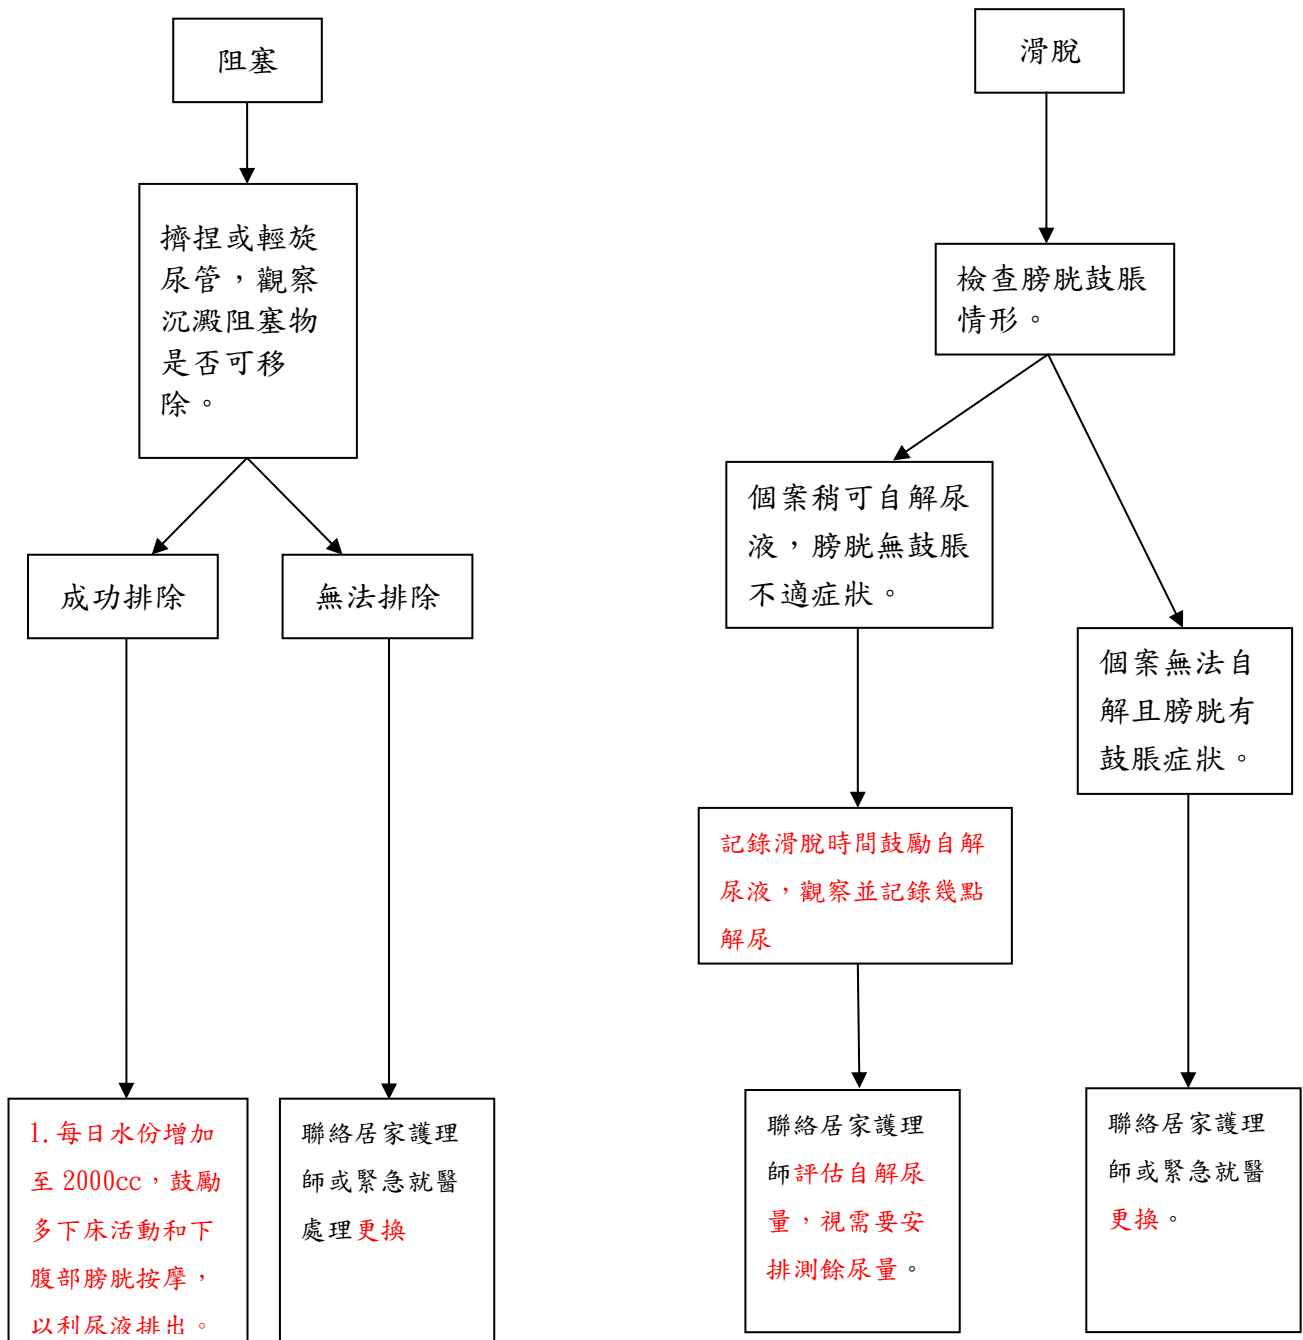 阻塞
擠捏或輕旋
尿管，觀察
沉澱阻塞物
是否可移
除。
成功排除
無法排除
1.每日水份增加
至 2000cc，鼓勵
多下床活動和下
腹部膀胱按摩，
以利尿液排出。
聯絡居家護理
師或緊急就醫
處理更換
滑脫
檢查膀胱鼓脹
情形。
個案稍可自解尿
液，膀胱無鼓脹
不適症狀。
個案無法自
解且膀胱有
鼓脹症狀。
記錄滑脫時間鼓勵自解
尿液，觀察並記錄幾點
解尿
聯絡居家護理
師評估自解尿
量，視需要安
排測餘尿量。
聯絡居家護理
師或緊急就醫
更換。